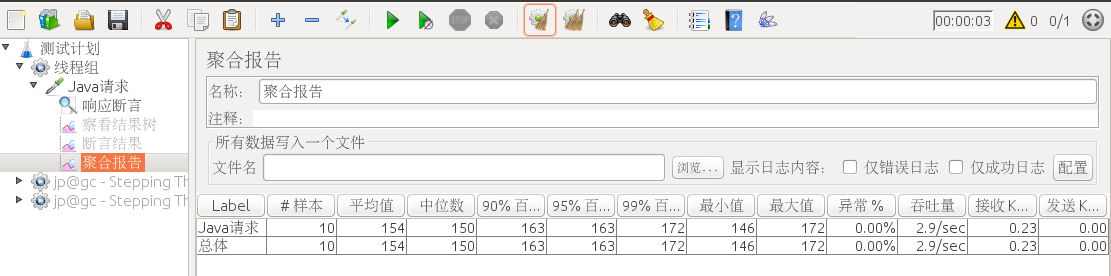 STOP 00:00:03 0 0/1
测试计划
线程组
Java请求
响应断言
察看结果树
断言结果
聚合报告
jp@gc - Stepping Th
jp@gc - Stepping Th
聚合报告
名称: 聚合报告
注释:
所有数据写入一个文件
文件名 浏览... 显示日志内容: 仅错误日志 仅成功日志 配置
Label # 样本 平均值 中位数 90% 百... 95% 百... 99% 百... 最小值 最大值 异常 % 吞吐量 接收 K... 发送 K...
Java请求 10 154 150 163 163 172 146 172 0.00% 2.9/sec 0.23 0.00
总体 10 154 150 163 163 172 146 172 0.00% 2.9/sec 0.23 0.00